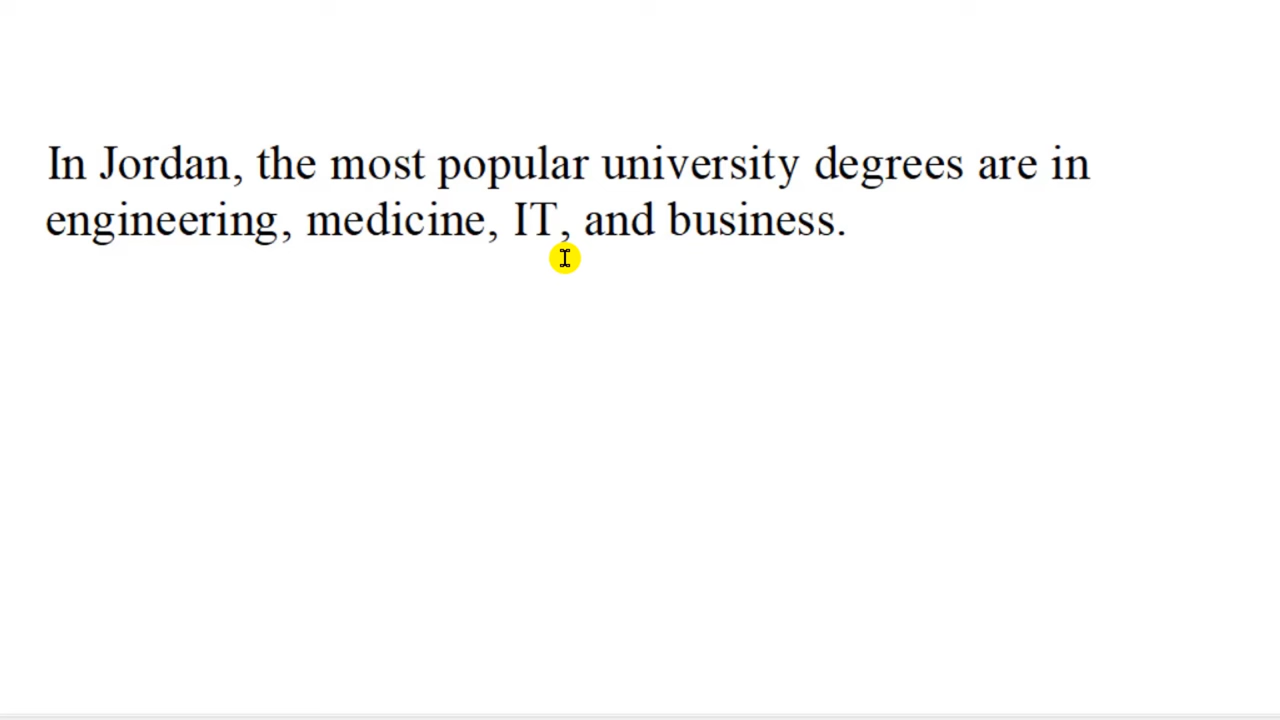 In Jordan, the most popular university degrees are in
engineering, medicine, IT, and business.